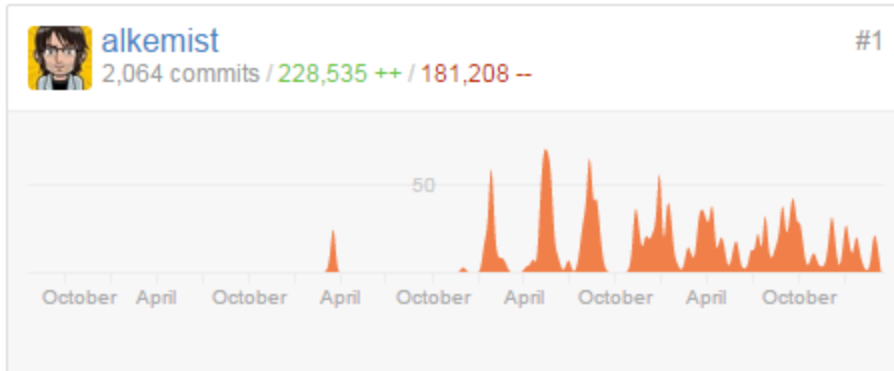 alkemist #1
2,064 commits / 228,535 ++ / 181,208 --
50
October April October April October April October April October